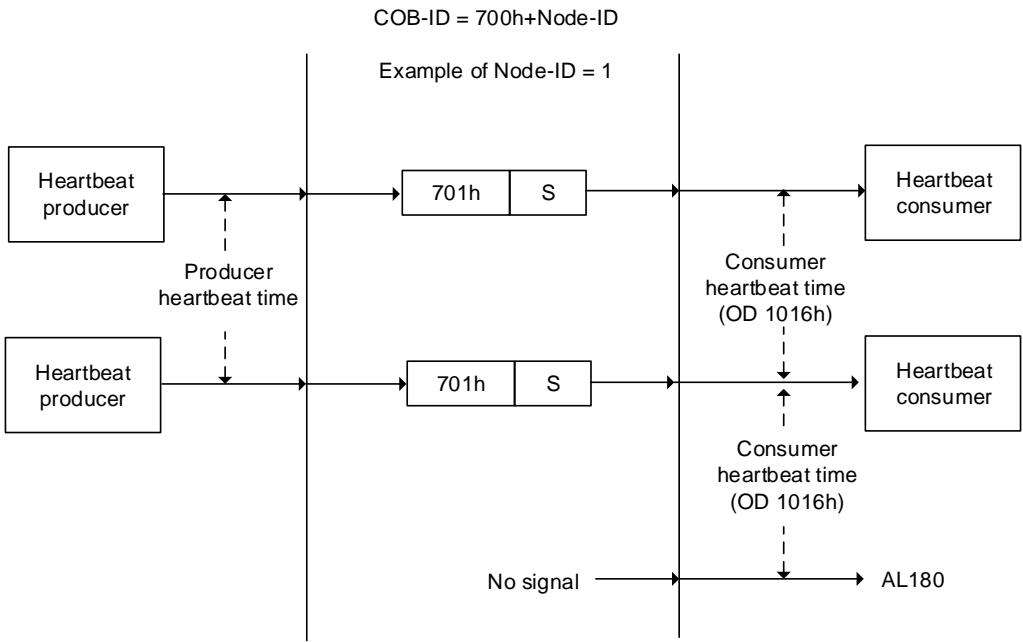 COB-ID = 700h+Node-ID
Example of Node-ID = 1
Heartbeat
producer
701h
S
Heartbeat
consumer
Producer
heartbeat time
Consumer
heartbeat time
(OD 1016h)
Heartbeat
producer
701h
S
Heartbeat
consumer
Consumer
heartbeat time
(OD 1016h)
No signal
AL180